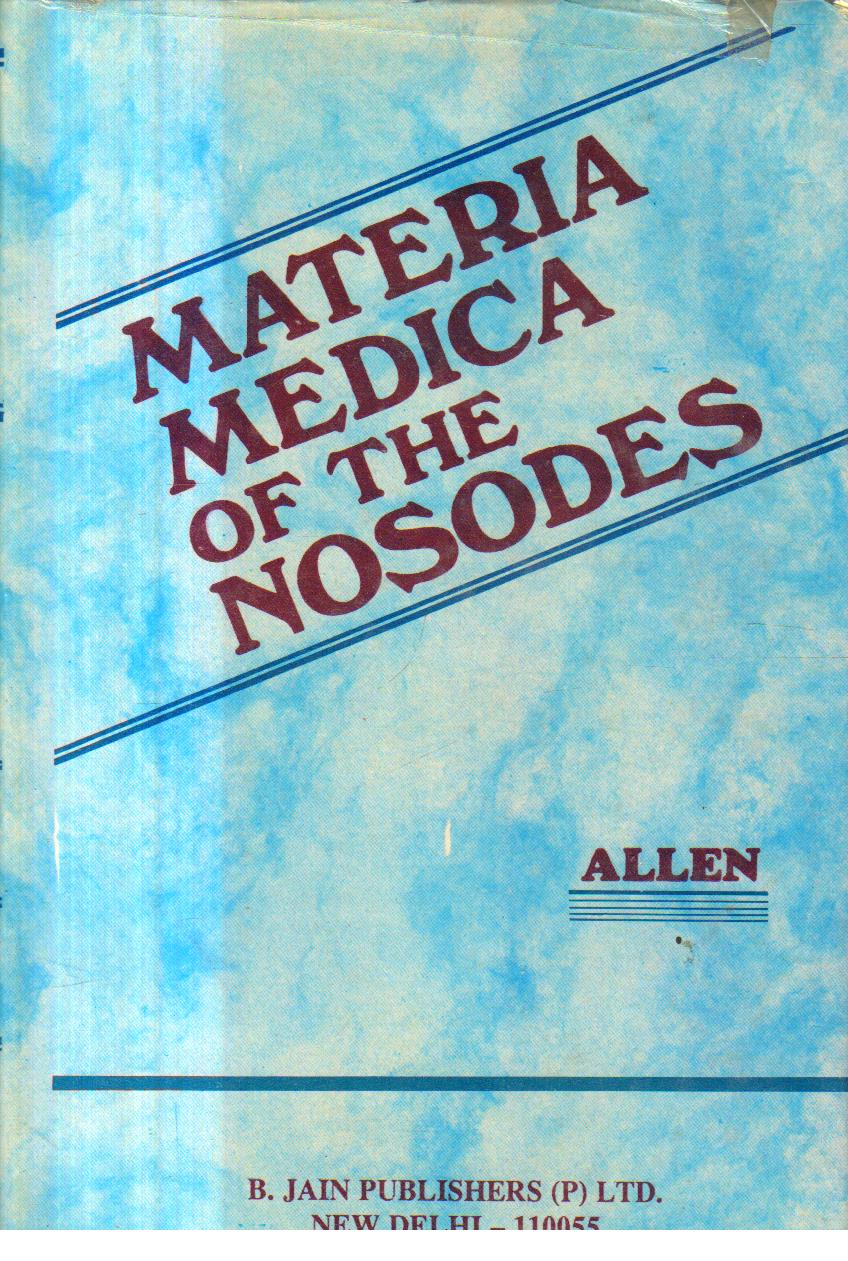 MATERIA
MEDICA
OF THE
NOSODES
ALLEN
B. JAIN PUBLISHERS (P) LTD.
NEW DELHI – 110055